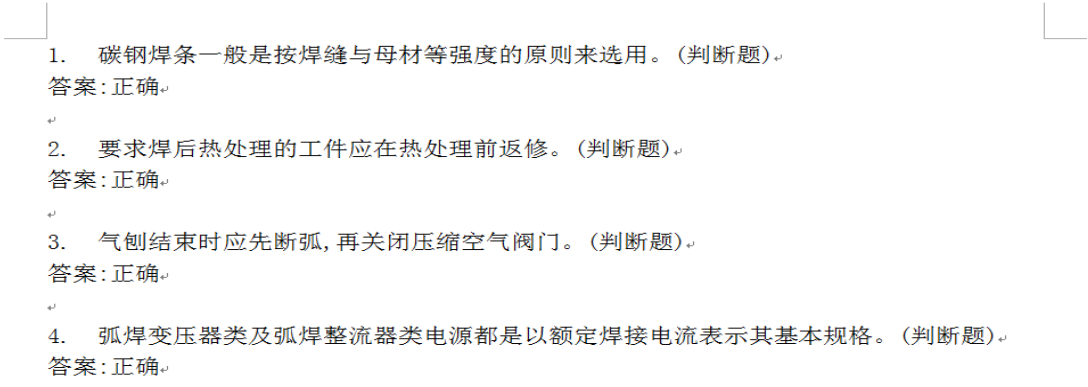 1. 碳钢焊条一般是按焊缝与母材等强度的原则来选用。(判断题)
答案:正确
2. 要求焊后热处理的工件应在热处理前返修。(判断题)
答案:正确
3. 气刨结束时应先断弧,再关闭压缩空气阀门。(判断题)
答案:正确
4. 弧焊变压器类及弧焊整流器类电源都是以额定焊接电流表示其基本规格。(判断题)
答案:正确